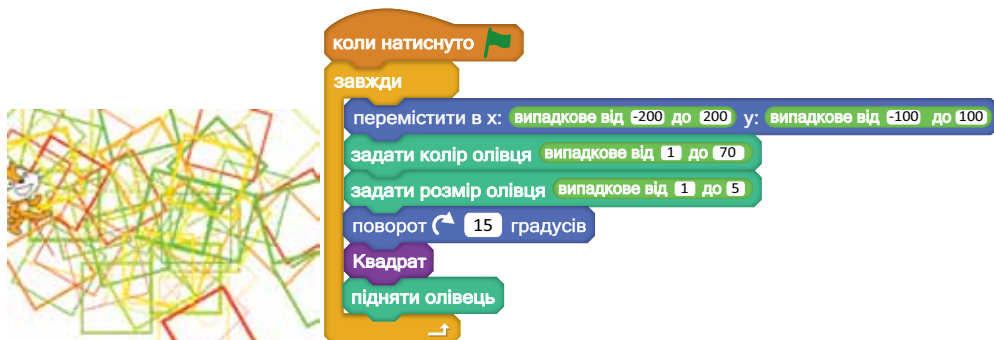 коли натиснуто
завжди
перемістити в x: випадкове від -200 до 200 y: випадкове від -100 до 100
задати колір олівця випадкове від 1 до 70
задати розмір олівця випадкове від 1 до 5
поворот 15 градусів
Квадрат
підняти олівець